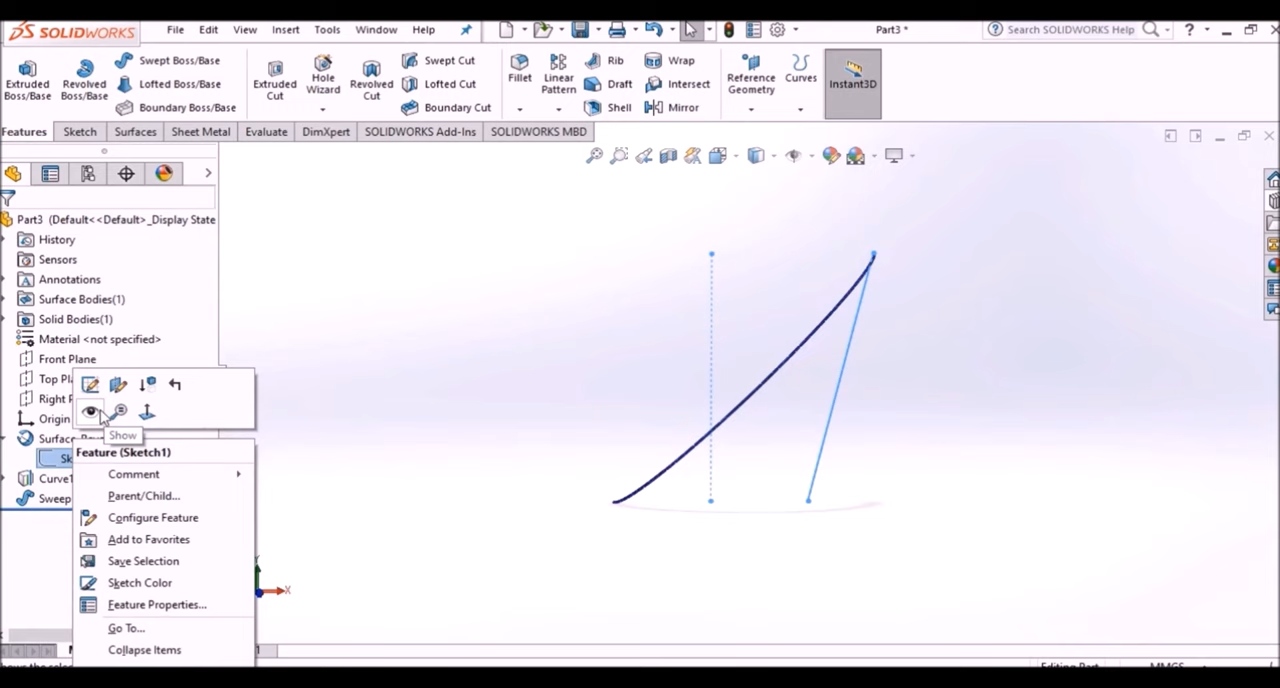 SOLIDWORKS File Edit View Insert Tools Window Help Part3 * Search SOLIDWORKS Help ?
Extruded Boss/Base
Revolved Boss/Base
Swept Boss/Base
Lofted Boss/Base
Boundary Boss/Base
Extruded Cut
Hole Wizard
Revolved Cut
Swept Cut
Lofted Cut
Boundary Cut
Fillet
Linear Pattern
Rib
Draft
Shell
Wrap
Intersect
Mirror
Reference Geometry
Curves
Instant3D
Features Sketch Surfaces Sheet Metal Evaluate DimXpert SOLIDWORKS Add-Ins SOLIDWORKS MBD
Part3 (Default<<Default>_Display State
History
Sensors
Annotations
Surface Bodies(1)
Solid Bodies(1)
Material <not specified>
Front Plane
Top Pl
Right P
Origin
Show
Feature (Sketch1)
Sk
Comment
Curve1
Parent/Child...
Sweep
Configure Feature
Add to Favorites
Save Selection
Sketch Color
Feature Properties...
X
Go To...
Collapse Items
Editing Part MMGS